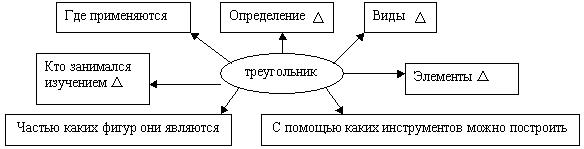 Где применяются
Определение △
Виды △
Кто занимался
изучением △
треугольник
Элементы △
Частью каких фигур они являются
С помощью каких инструментов можно построить